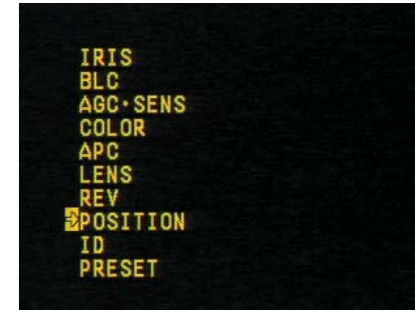 IRIS
BLC
AGC·SENS
COLOR
APC
LENS
REV
POSITION
ID
PRESET